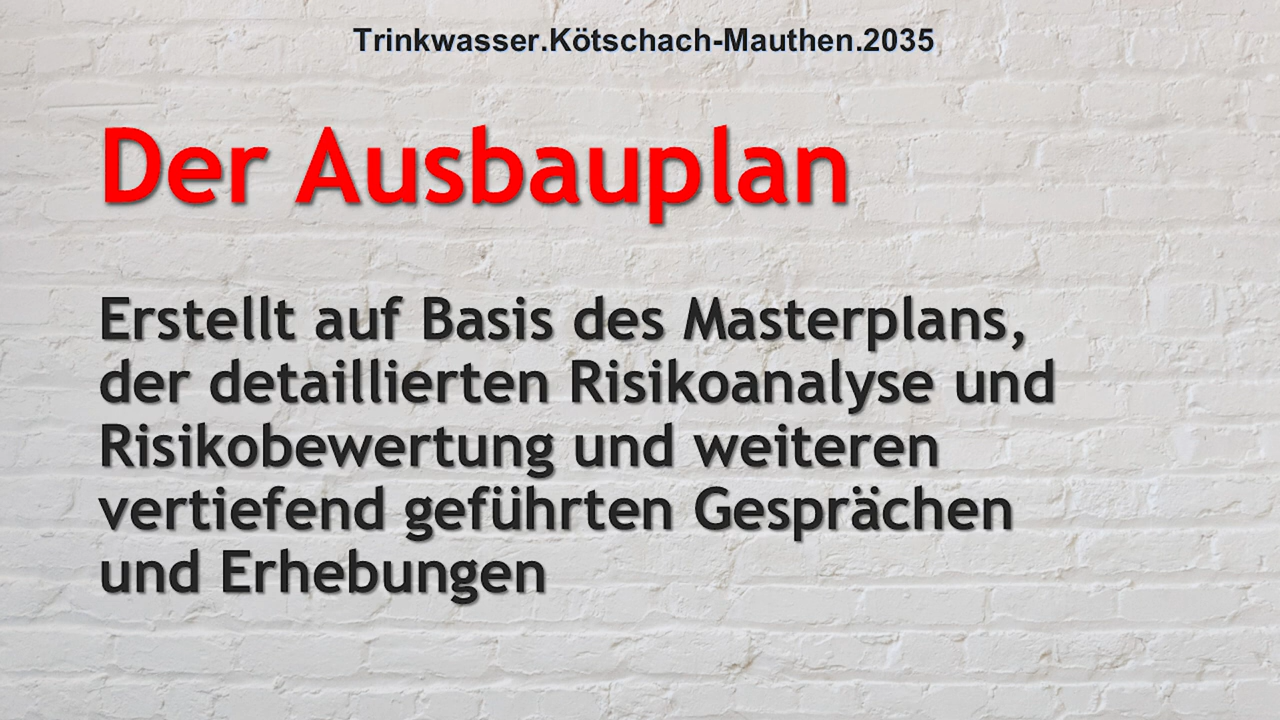 Trinkwasser.Kötschach-Mauthen.2035
Der Ausbauplan
Erstellt auf Basis des Masterplans,
der detaillierten Risikoanalyse und
Risikobewertung und weiteren
vertiefend geführten Gesprächen
und Erhebungen